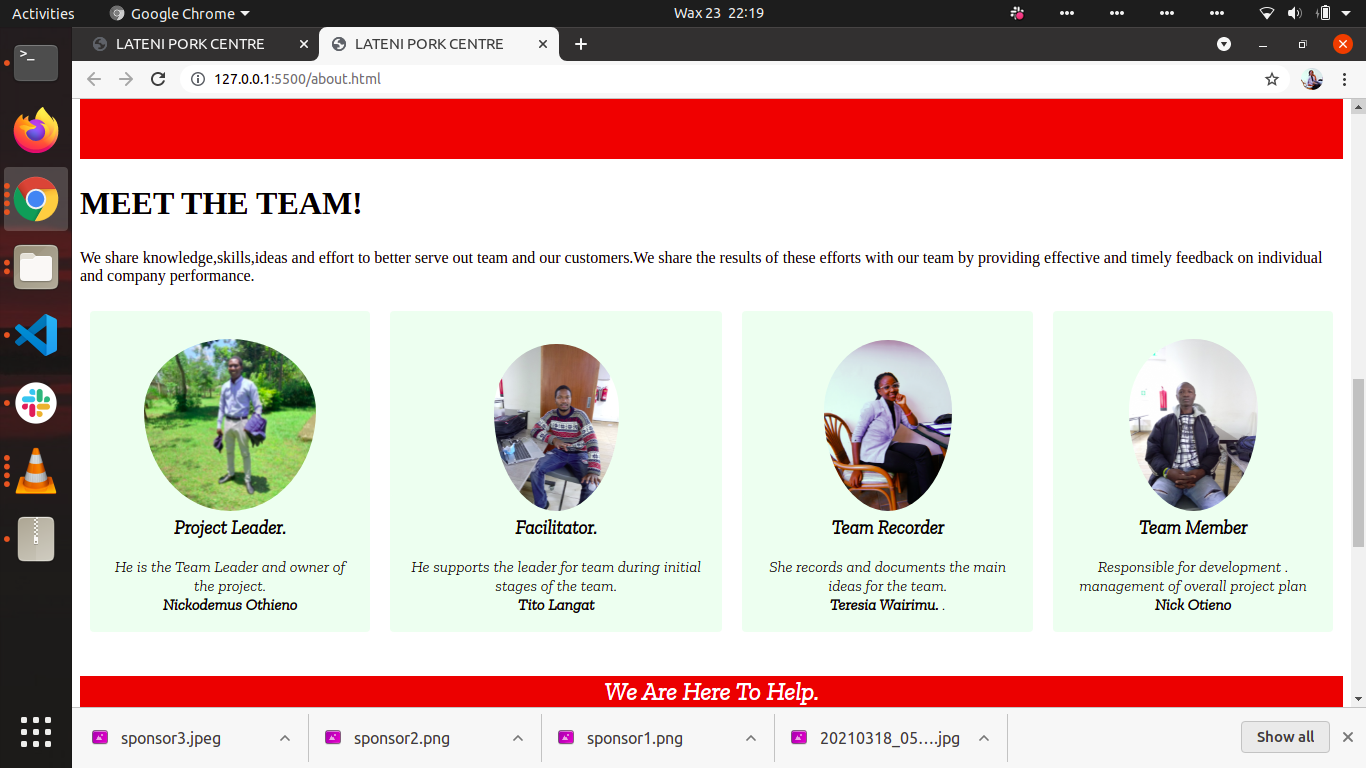 Activities
Google Chrome
Wax 23 22:19
LATENI PORK CENTRE
LATENI PORK CENTRE
127.0.0.1:5500/about.html
MEET THE TEAM!
We share knowledge,skills,ideas and effort to better serve out team and our customers.We share the results of these efforts with our team by providing effective and timely feedback on individual
and company performance.
Project Leader.
He is the Team Leader and owner of
the project.
Nickodemus Othieno
Facilitator.
He supports the leader for team during initial
stages of the team.
Tito Langat
Team Recorder
She records and documents the main
ideas for the team.
Teresia Wairimu. .
Team Member
Responsible for development .
management of overall project plan
Nick Otieno
We Are Here To Help.
sponsor3.jpeg
sponsor2.png
sponsor1.png
20210318_05....jpg
Show all